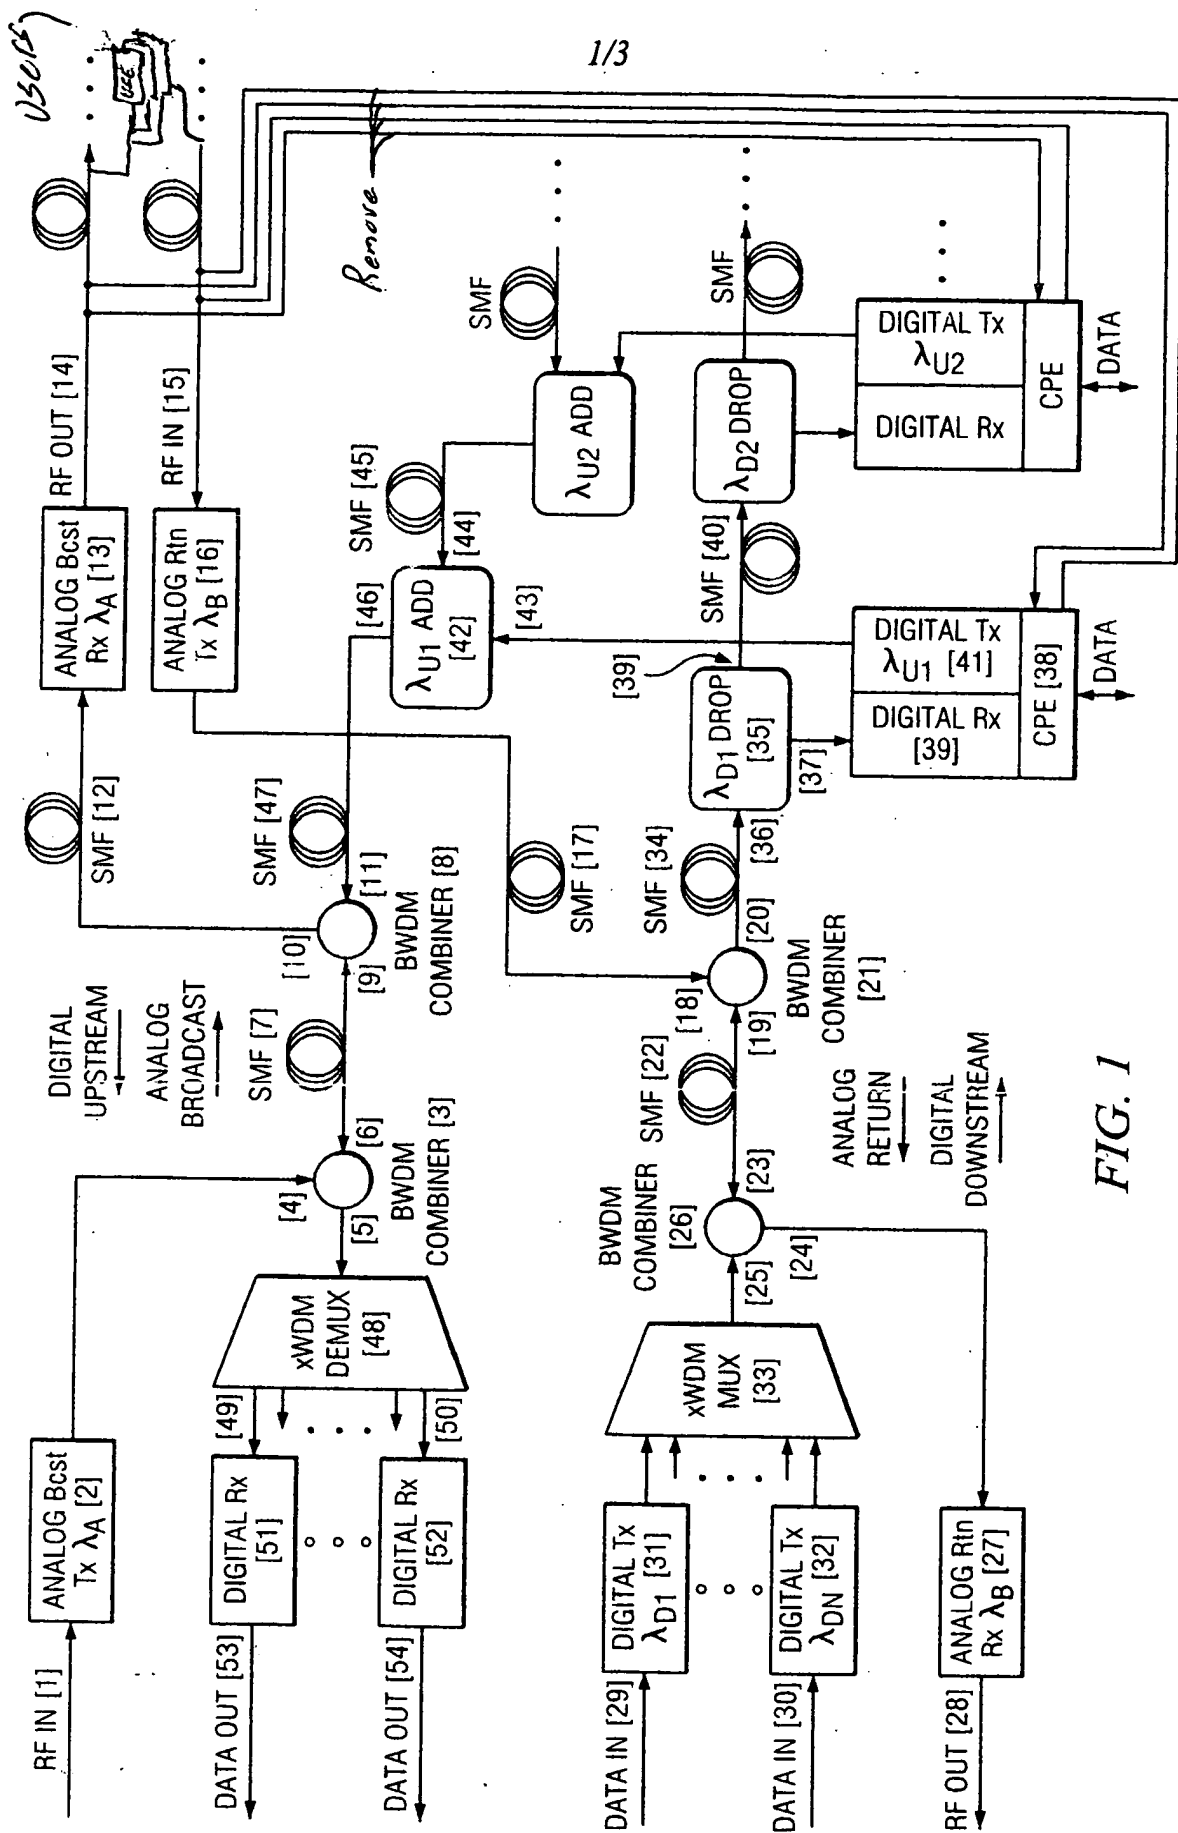 1/3
Users
USE
Remove
RF IN [1]
ANALOG Bcst
Tx λA [2]
[4]
BWDM
COMBINER [3]
[5]
[6]
DIGITAL
UPSTREAM
ANALOG
BROADCAST
SMF [7]
[9]
[10]
[11]
BWDM
COMBINER [8]
SMF [12]
ANALOG Bcst
Rx λA [13]
RF OUT [14]
RF IN [15]
ANALOG Rtn
Tx λB [16]
SMF [47]
[46]
λU1 ADD
[42]
[43]
[44]
SMF [45]
λU2 ADD
SMF
xWDM
DEMUX
[48]
[49]
[50]
DIGITAL Rx
[51]
DIGITAL Rx
[52]
DATA OUT [53]
DATA OUT [54]
DATA IN [29]
DATA IN [30]
DIGITAL Tx
λD1 [31]
DIGITAL Tx
λDN [32]
xWDM
MUX
[33]
[25]
BWDM
COMBINER
[26]
[23]
[24]
SMF [22]
[18]
[19]
[20]
BWDM
COMBINER
[21]
SMF [17]
SMF [34]
[36]
λD1 DROP
[35]
[37]
[39]
SMF [40]
λD2 DROP
SMF
DIGITAL Rx
[39]
DIGITAL Tx
λU1 [41]
CPE [38]
DATA
DIGITAL Rx
DIGITAL Tx
λU2
CPE
DATA
ANALOG Rtn
Rx λB [27]
RF OUT [28]
ANALOG
RETURN
DIGITAL
DOWNSTREAM
FIG. 1